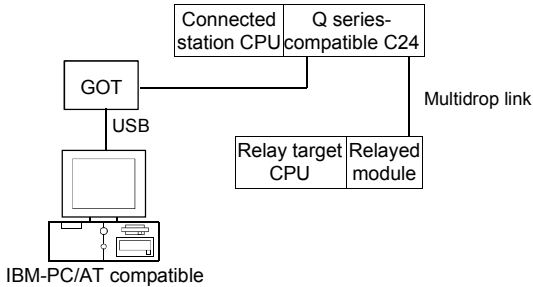 Connected
station CPU
Q series-
compatible C24
GOT
Multidrop link
USB
Relay target
CPU
Relayed
module
IBM-PC/AT compatible